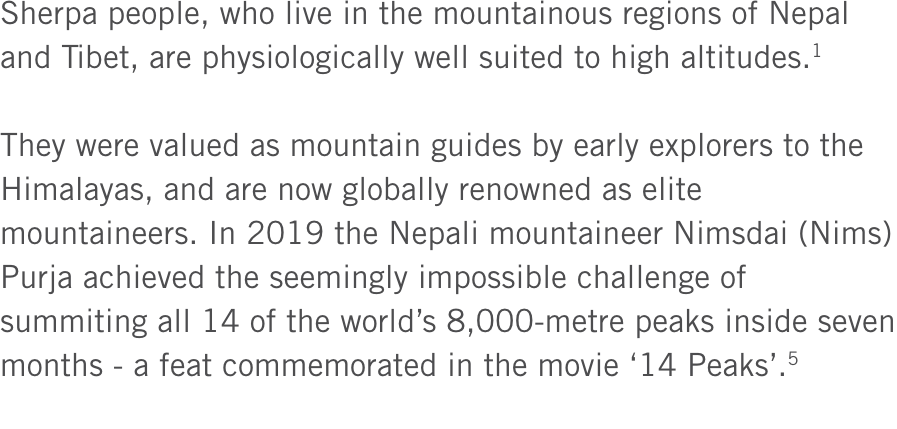 Sherpa people, who live in the mountainous regions of Nepal
and Tibet, are physiologically well suited to high altitudes.1
They were valued as mountain guides by early explorers to the
Himalayas, and are now globally renowned as elite
mountaineers. In 2019 the Nepali mountaineer Nimsdai (Nims)
Purja achieved the seemingly impossible challenge of
summiting all 14 of the world’s 8,000-metre peaks inside seven
months - a feat commemorated in the movie ‘14 Peaks’.5